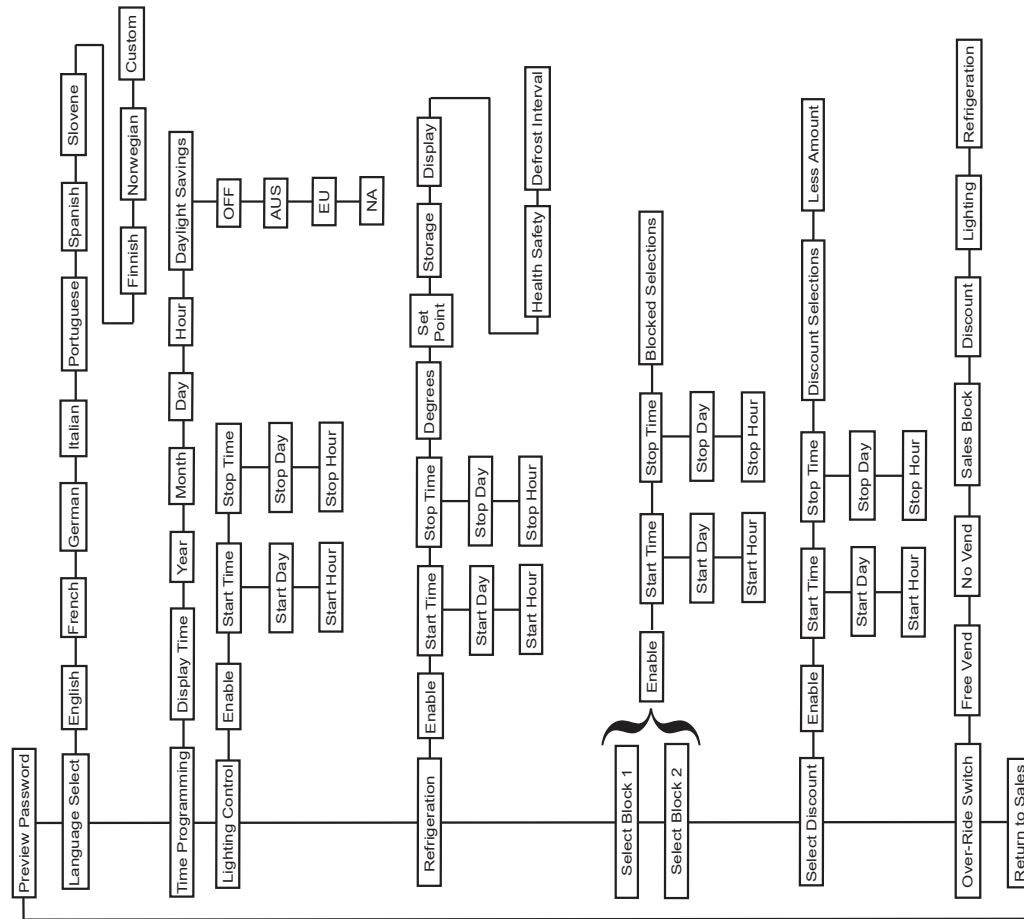 Preview Password
Language Select
English
French
German
Italian
Portuguese
Spanish
Slovene
Finnish
Norwegian
Custom
Time Programming
Display Time
Year
Month
Day
Hour
Daylight Savings
OFF
AUS
EU
NA
Lighting Control
Enable
Start Time
Start Day
Start Hour
Stop Time
Stop Day
Stop Hour
Refrigeration
Enable
Start Time
Start Day
Start Hour
Stop Time
Stop Day
Stop Hour
Degrees
Set
Point
Storage
Display
Health Safety
Defrost Interval
Select Block 1
Select Block 2
Enable
Start Time
Start Day
Start Hour
Stop Time
Stop Day
Stop Hour
Blocked Selections
Select Discount
Enable
Start Time
Start Day
Start Hour
Stop Time
Stop Day
Stop Hour
Discount Selections
Less Amount
Over-Ride Switch
Free Vend
No Vend
Sales Block
Discount
Lighting
Refrigeration
Return to Sales